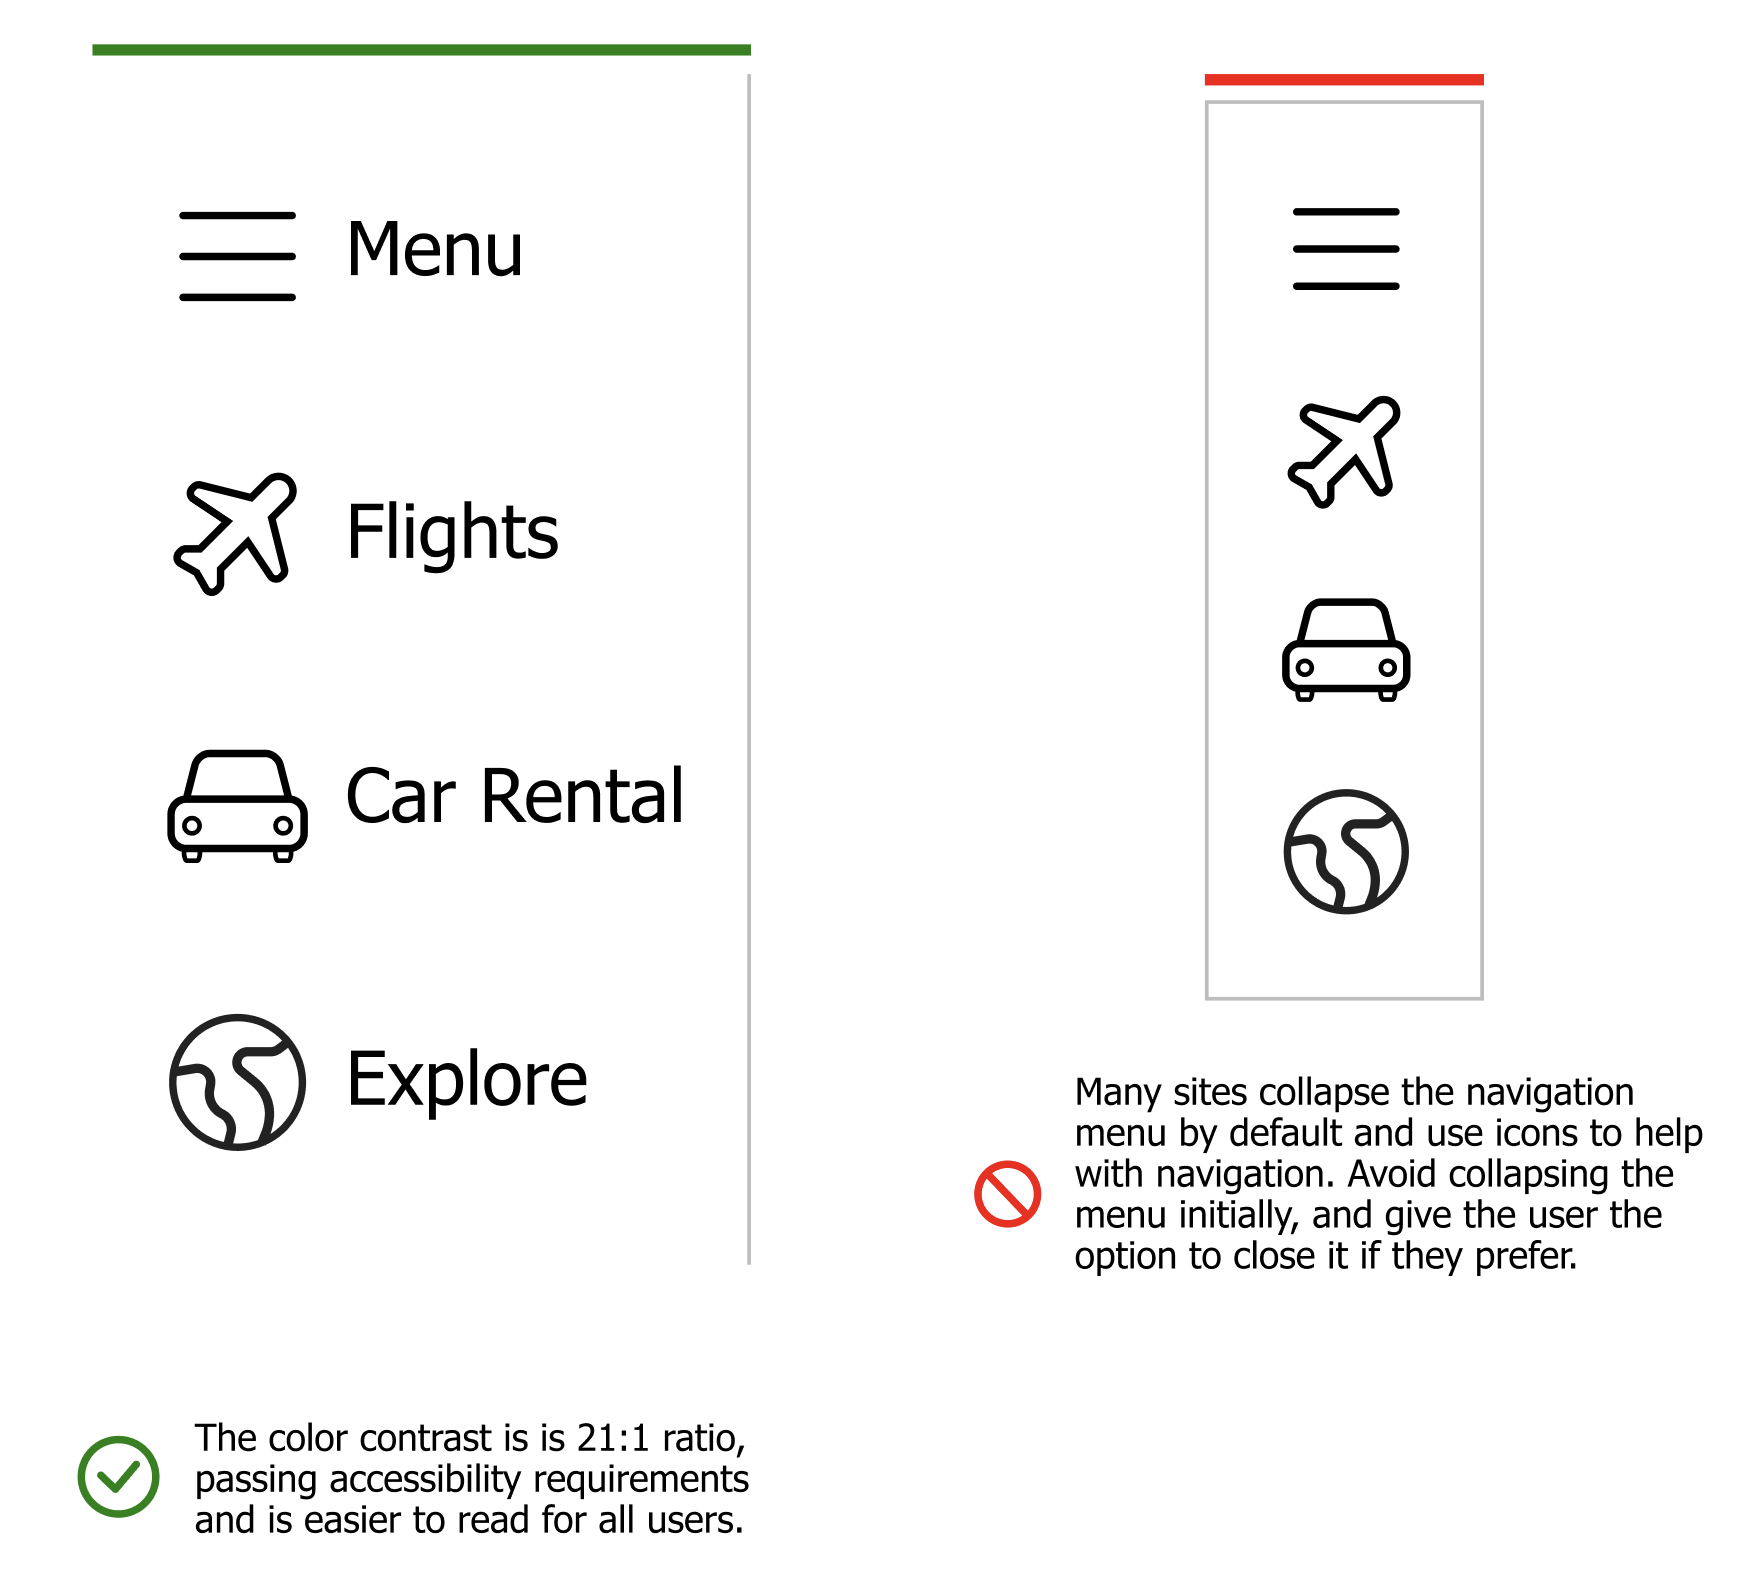 Menu
Flights
Car Rental
Explore
The color contrast is is 21:1 ratio,
passing accessibility requirements
and is easier to read for all users.
Many sites collapse the navigation
menu by default and use icons to help
with navigation. Avoid collapsing the
menu initially, and give the user the
option to close it if they prefer.